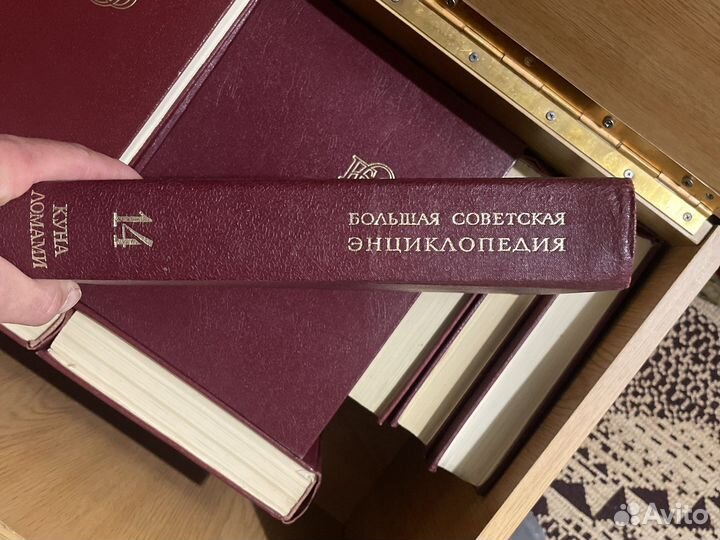 БОЛЬШАЯ СОВЕТСКАЯ
ЭНЦИКЛОПЕДИЯ
14
КУНА
ЛОМАМИ
Avito